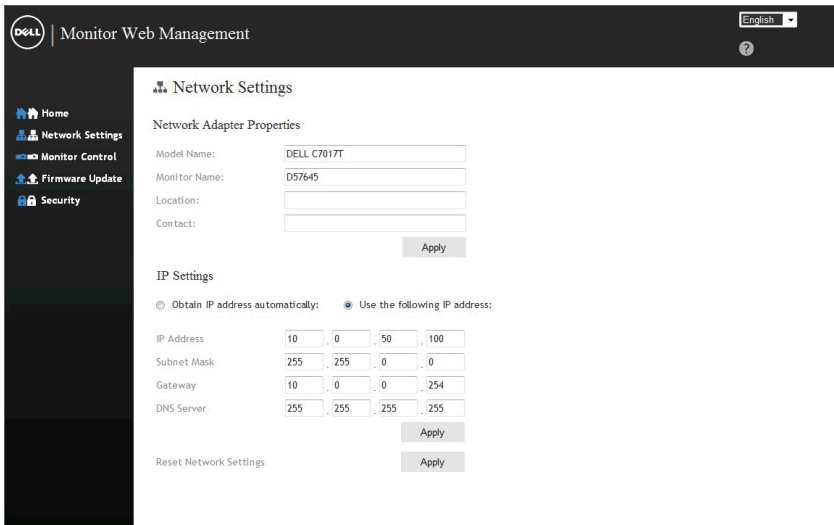 DELL | Monitor Web Management
English
?
Home
Network Settings
Monitor Control
Firmware Update
Security
Network Settings
Network Adapter Properties
Model Name: DELL C7017T
Monitor Name: D57645
Location:
Contact:
Apply
IP Settings
Obtain IP address automatically: Use the following IP address:
IP Address 10 . 0 . 50 . 100
Subnet Mask 255 . 255 . 0 . 0
Gateway 10 . 0 . 0 . 254
DNS Server 255 . 255 . 255 . 255
Apply
Reset Network Settings Apply